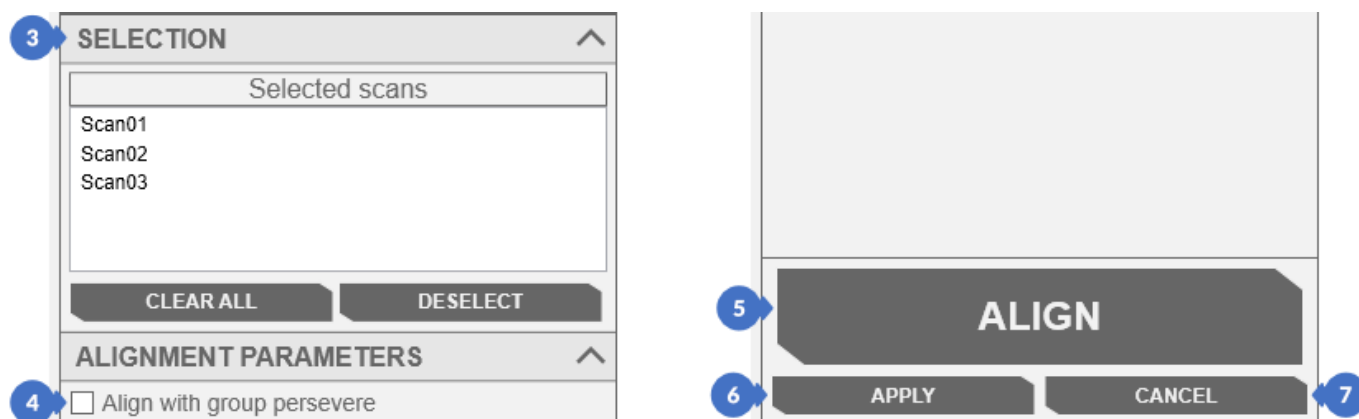 3 SELECTION
Selected scans
Scan01
Scan02
Scan03
CLEAR ALL DESELECT
ALIGNMENT PARAMETERS
4 Align with group persevere
5 ALIGN
6 APPLY CANCEL 7